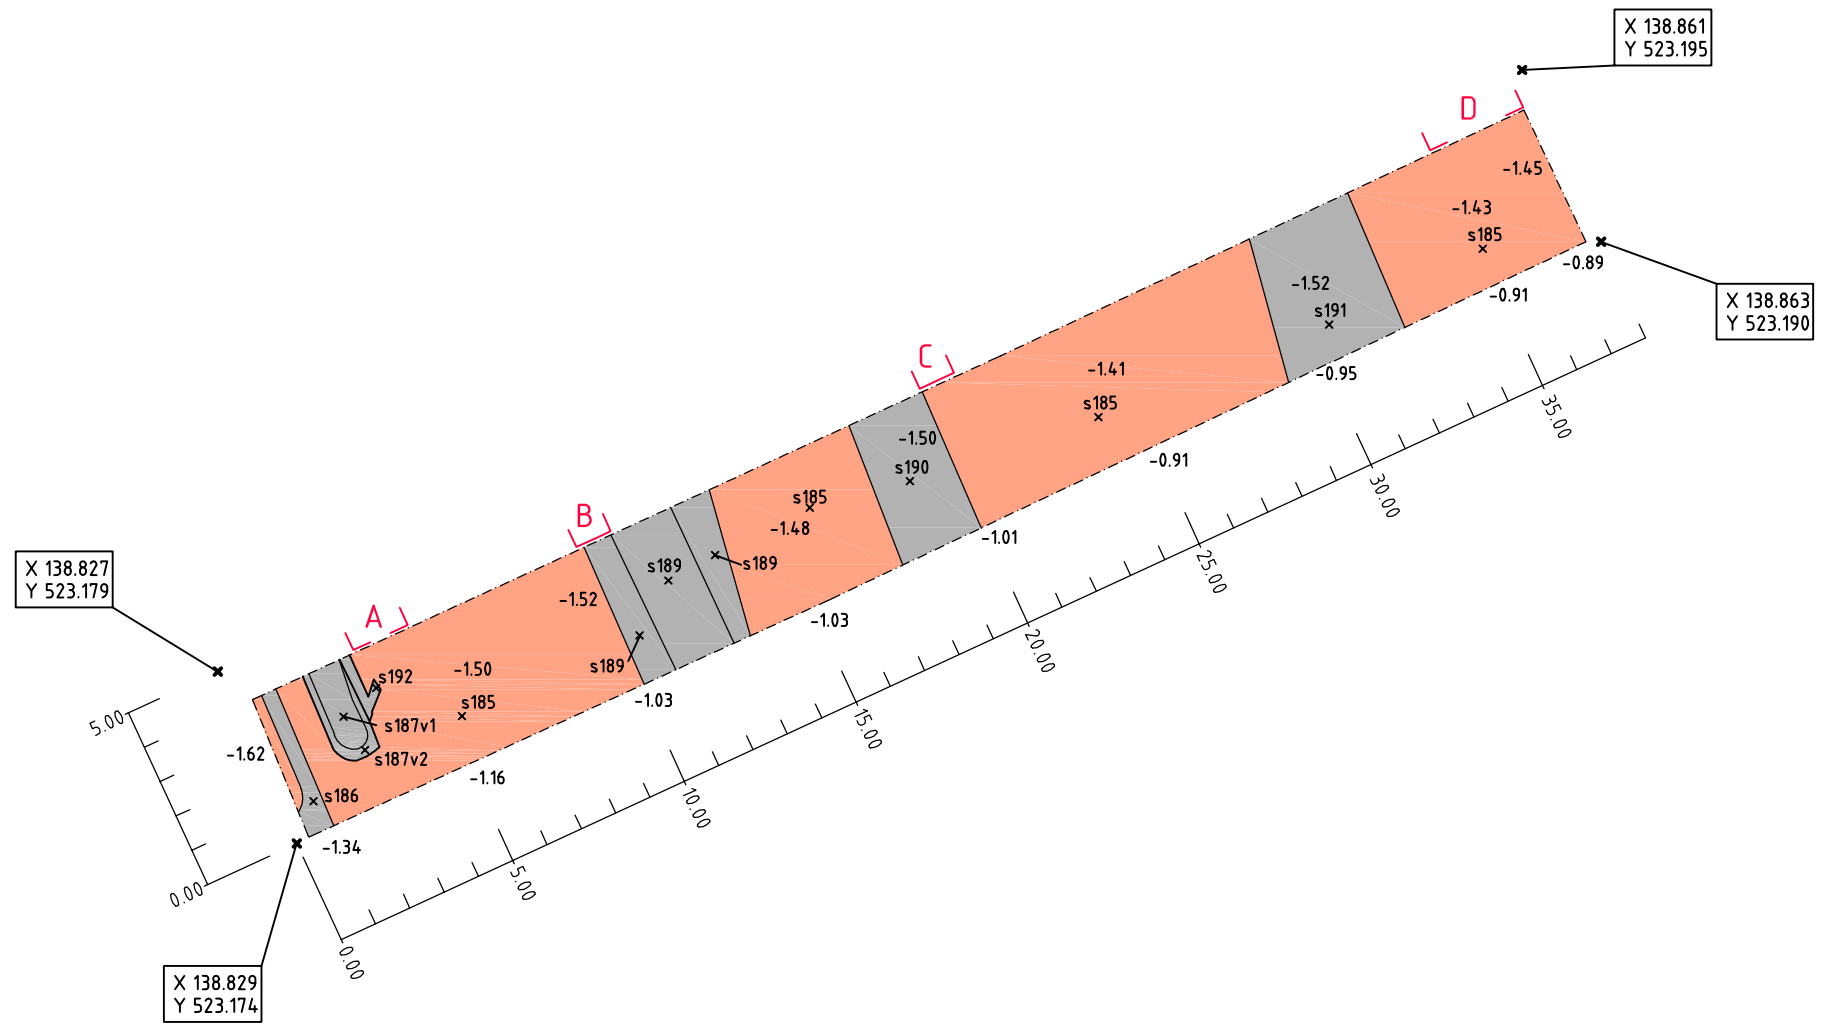 X 138.861
Y 523.195
D
-1.45
-1.43
s185
-0.89
-0.91
X 138.863
Y 523.190
-1.52
s191
-0.95
C
-1.41
s185
-0.91
35.00
-1.50
s190
-1.01
30.00
B
s185
-1.48
s189
s189
-1.52
-1.03
25.00
X 138.827
Y 523.179
A
-1.50
s192
s189
-1.03
20.00
s185
s187v1
5.00
-1.62
s187v2
-1.16
15.00
s186
-1.34
10.00
0.00
5.00
0.00
X 138.829
Y 523.174